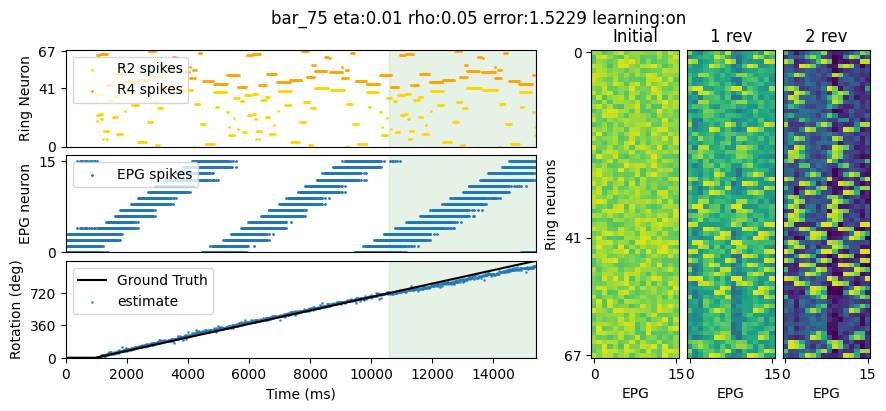 bar_75 eta:0.01 rho:0.05 error:1.5229 learning:on
Ring Neuron
67
41
0
R2 spikes
R4 spikes
EPG neuron
15
0
EPG spikes
Rotation (deg)
720
360
0
Ground Truth
estimate
0 2000 4000 6000 8000 10000 12000 14000
Time (ms)
Initial 1 rev 2 rev
Ring neurons
0
41
67
0 15 0 15 0 15
EPG EPG EPG